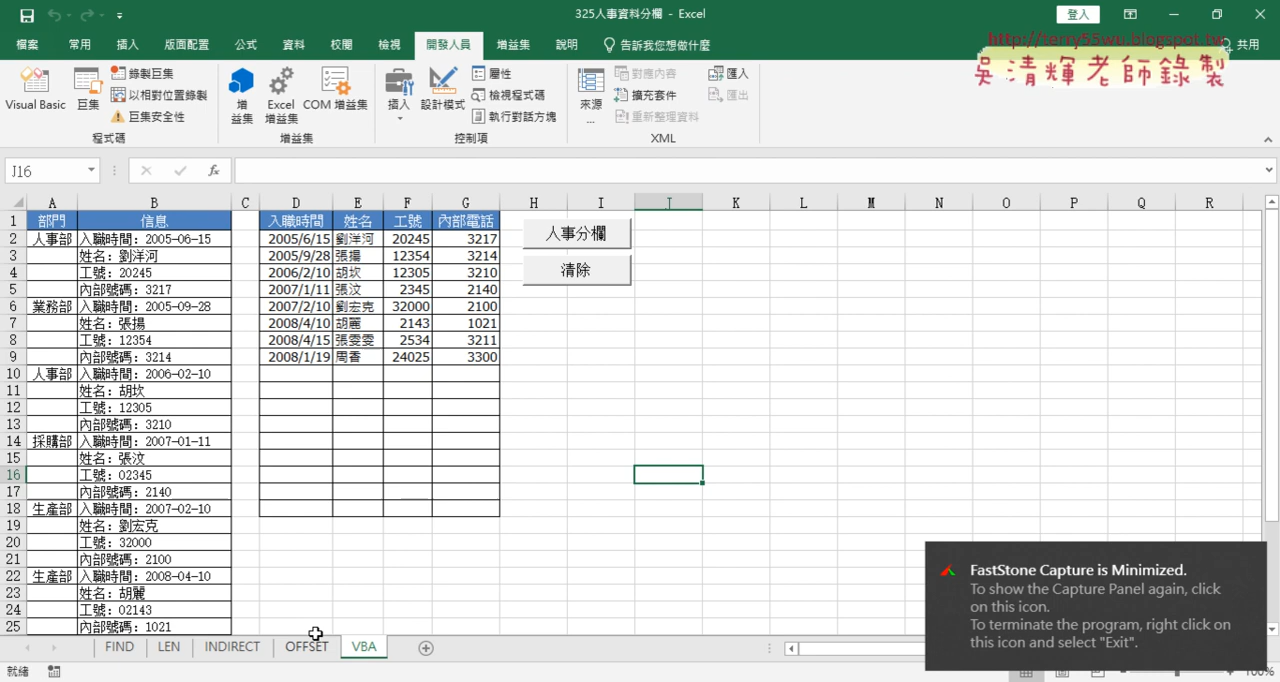 325人事資料分欄 - Excel
登入
檔案 常用 插入 版面配置 公式 資料 校閱 檢視 開發人員 增益集 說明 告訴我您想做什麼 共用
http://terry55wu.blogspot.tw
吳清輝老師錄製
Visual Basic 巨集 錄製巨集 以相對位置錄製 巨集安全性 程式碼
增益集 Excel 增益集 COM 增益集 增益集
插入 設計模式 屬性 檢視程式碼 執行對話方塊 控制項
來源... 對應內容 擴充套件 重新整理資料 匯入 匯出 XML
J16 fx
A B C D E F G H I J K L M N O P Q R
1 部門 信息 入職時間 姓名 工號 內部電話
2 人事部 入職時間：2005-06-15 2005/6/15 劉洋河 20245 3217 人事分欄
3 姓名：劉洋河 2005/9/28 張揚 12354 3214
4 工號：20245 2006/2/10 胡坎 12305 3210 清除
5 內部號碼：3217 2007/1/11 張汶 2345 2140
6 業務部 入職時間：2005-09-28 2007/2/10 劉宏克 32000 2100
7 姓名：張揚 2008/4/10 胡麗 2143 1021
8 工號：12354 2008/4/15 張雯雯 2534 3211
9 內部號碼：3214 2008/1/19 周香 24025 3300
10 人事部 入職時間：2006-02-10
11 姓名：胡坎
12 工號：12305
13 內部號碼：3210
14 採購部 入職時間：2007-01-11
15 姓名：張汶
16 工號：02345
17 內部號碼：2140
18 生產部 入職時間：2007-02-10
19 姓名：劉宏克
20 工號：32000
21 內部號碼：2100
22 生產部 入職時間：2008-04-10
23 姓名：胡麗
24 工號：02143
25 內部號碼：1021
FIND LEN INDIRECT OFFSET VBA
就緒
100%
FastStone Capture is Minimized.
To show the Capture Panel again, click
on this icon.
To terminate the program, right click on
this icon and select "Exit".